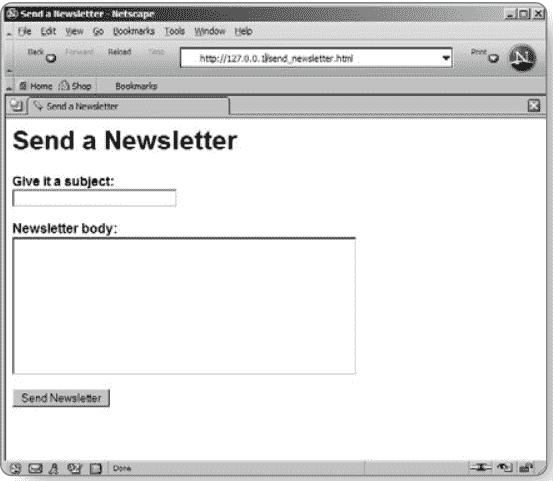 Send a Newsletter - Netscape
File Edit View Go Bookmarks Tools Window Help
Back Forward Reload Stop http://127.0.0.1/send_newsletter.html Print N
Home Shop Bookmarks
Send a Newsletter
Send a Newsletter
Give it a subject:
Newsletter body:
Send Newsletter
Done